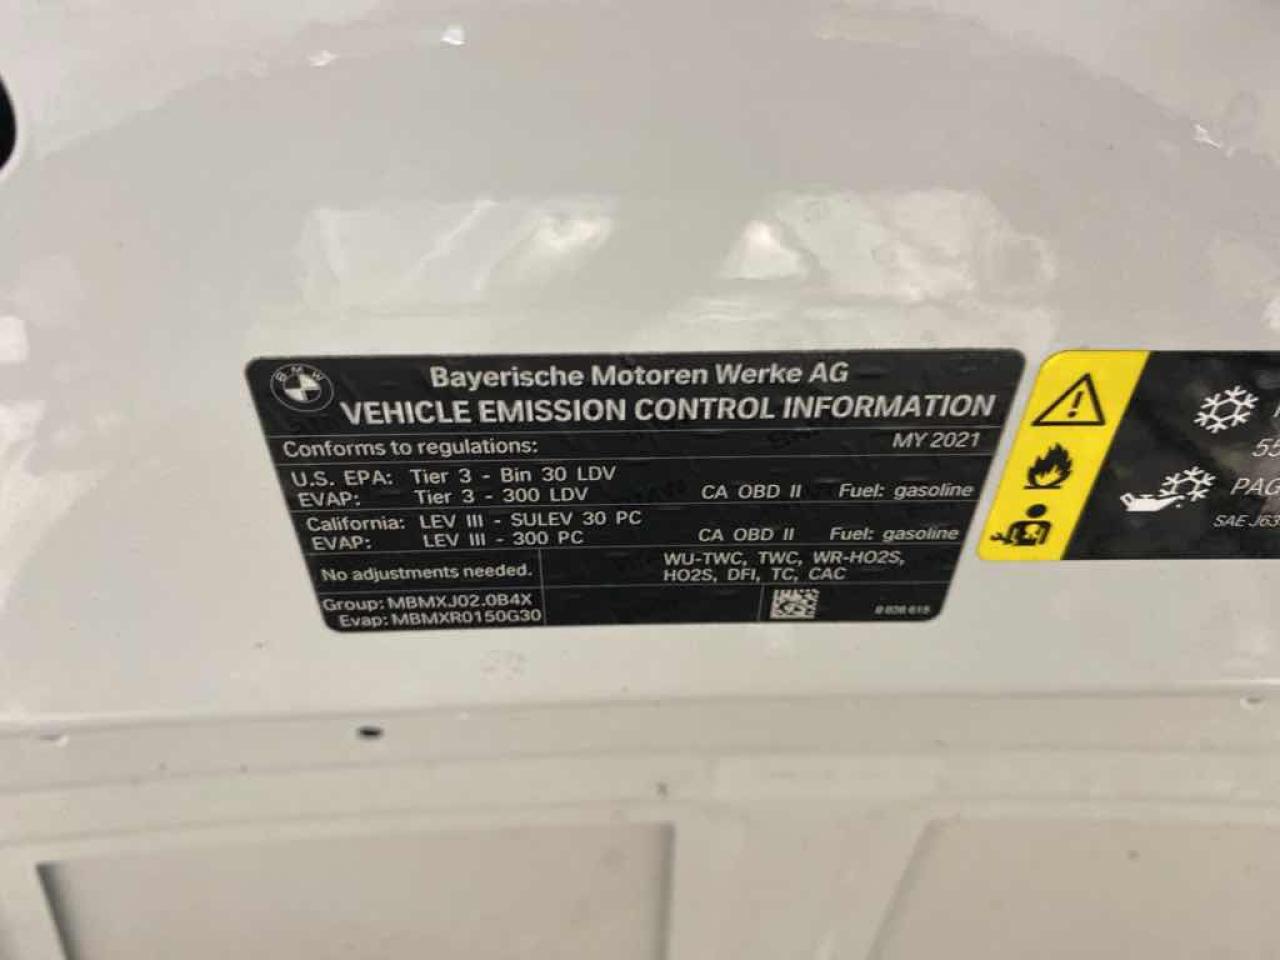 BMW
Bayerische Motoren Werke AG
VEHICLE EMISSION CONTROL INFORMATION
Conforms to regulations: MY 2021
U.S. EPA: Tier 3 - Bin 30 LDV
EVAP: Tier 3 - 300 LDV CA OBD II Fuel: gasoline
California: LEV III - SULEV 30 PC
EVAP: LEV III - 300 PC CA OBD II Fuel: gasoline
No adjustments needed. WU-TWC, TWC, WR-HO2S,
HO2S, DFI, TC, CAC
Group: MBMXJ02.0B4X
Evap: MBMXR0150G30
55
PAG
SAE J63